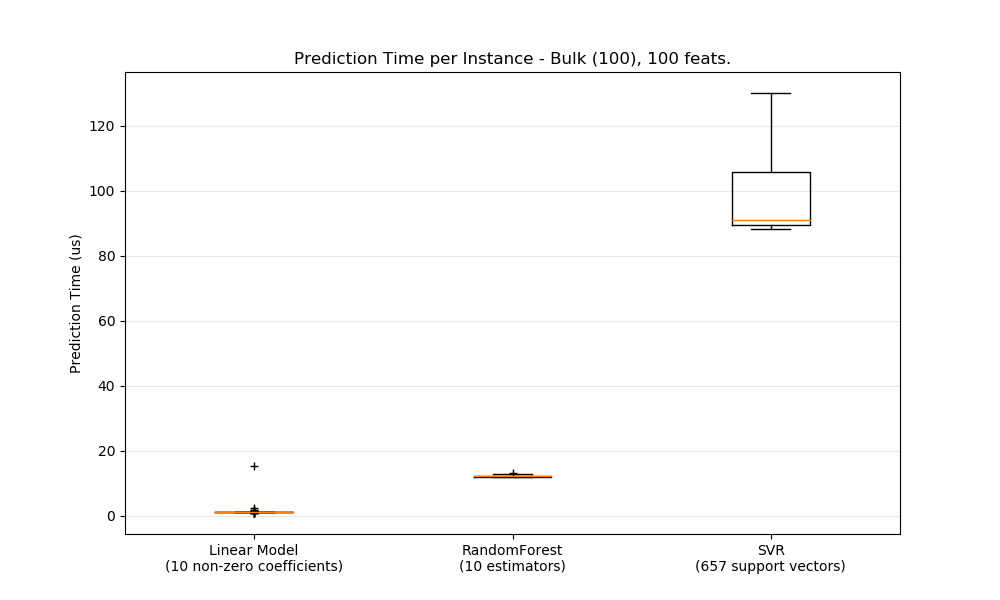 Prediction Time per Instance - Bulk (100), 100 feats.
Prediction Time (us)
120
100
80
60
40
20
0
Linear Model
(10 non-zero coefficients)
RandomForest
(10 estimators)
SVR
(657 support vectors)